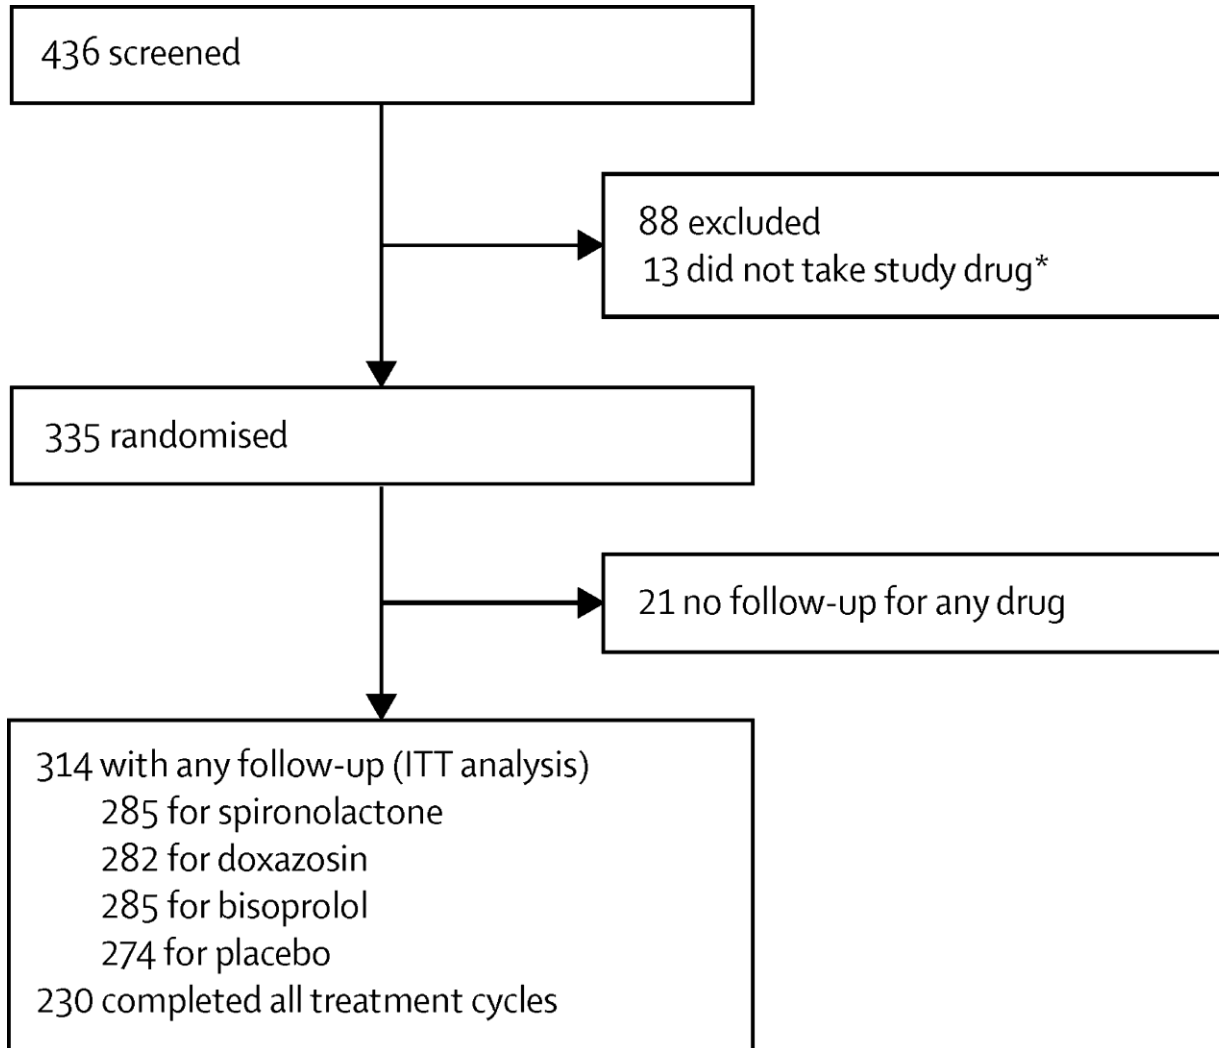 436 screened
88 excluded
13 did not take study drug*
335 randomised
21 no follow-up for any drug
314 with any follow-up (ITT analysis)
285 for spironolactone
282 for doxazosin
285 for bisoprolol
274 for placebo
230 completed all treatment cycles